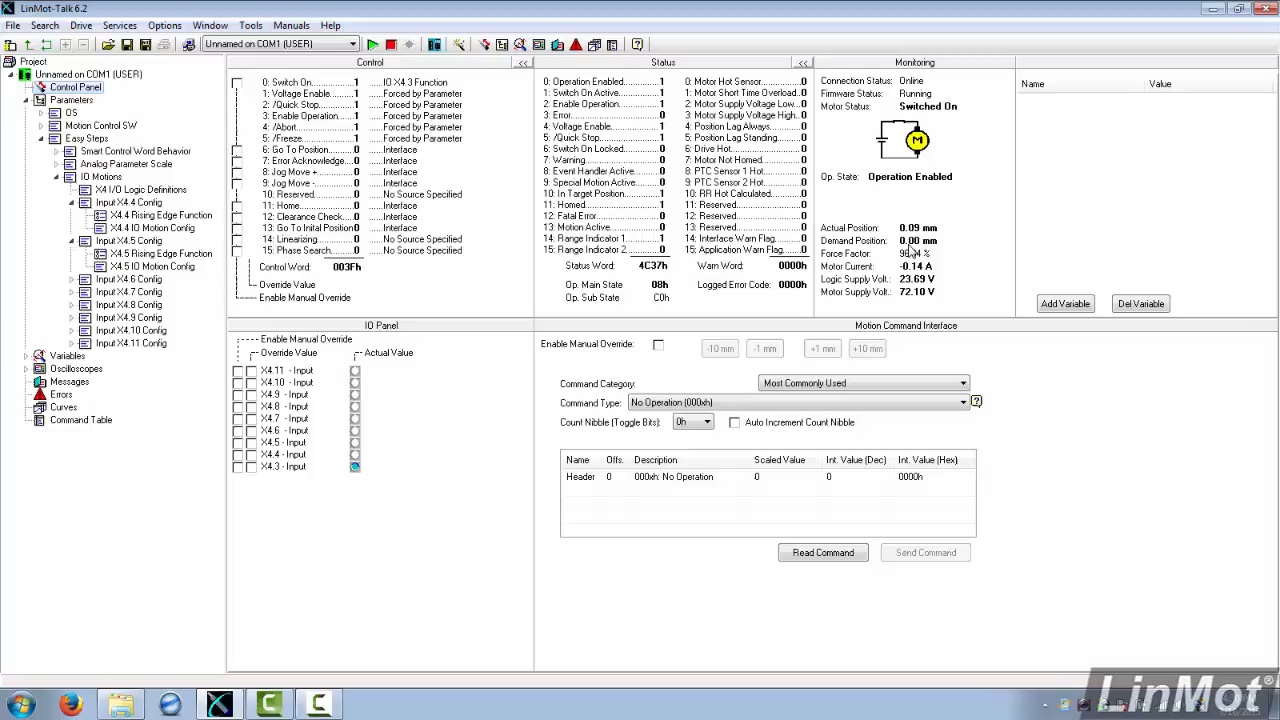 LinMot-Talk 6.2
File Search Drive Services Options Window Tools Manuals Help
Unnamed on COM1 (USER)
Project
Unnamed on COM1 (USER)
Control Panel
Parameters
OS
Motion Control SW
Easy Steps
Smart Control Word Behavior
Analog Parameter Scale
IO Motions
X4 I/O Logic Definitions
Input X4.4 Config
X4.4 Rising Edge Function
X4.4 IO Motion Config
Input X4.5 Config
X4.5 Rising Edge Function
X4.5 IO Motion Config
Input X4.6 Config
Input X4.7 Config
Input X4.8 Config
Input X4.9 Config
Input X4.10 Config
Input X4.11 Config
Variables
Oscilloscopes
Messages
Errors
Curves
Command Table
Control <<
0: Switch On....1 ....IO X4.3 Function
1: Voltage Enable....1 ....Forced by Parameter
2: /Quick Stop....1 ....Forced by Parameter
3: Enable Operation....1 ....Forced by Parameter
4: /Abort....1 ....Forced by Parameter
5: /Freeze....1 ....Forced by Parameter
6: Go To Position....0 ....Interface
7: Error Acknowledge...0 ....Interface
8: Jog Move +....0 ....Interface
9: Jog Move -....0 ....Interface
10: Reserved....0 ....No Source Specified
11: Home....0 ....Interface
12: Clearance Check....0 ....Interface
13: Go To Inital Position0 ....Interface
14: Linearizing....0 ....No Source Specified
15: Phase Search....0 ....No Source Specified
Control Word: 003Fh
Override Value
Enable Manual Override
Status <<
0: Operation Enabled....1
1: Switch On Active....1
2: Enable Operation....1
3: Error....0
4: Voltage Enable....1
5: /Quick Stop....1
6: Switch On Locked....0
7: Warning....0
8: Event Handler Active....0
9: Special Motion Active....0
10: In Target Position....1
11: Homed....1
12: Fatal Error....0
13: Motion Active....0
14: Range Indicator 1....1
15: Range Indicator 2....0
Status Word: 4C37h
Op. Main State 08h
Op. Sub State C0h
0: Motor Hot Sensor....0
1: Motor Short Time Overload....0
2: Motor Supply Voltage Low....0
3: Motor Supply Voltage High....0
4: Position Lag Always....0
5: Position Lag Standing....0
6: Drive Hot....0
7: Motor Not Homed....0
8: PTC Sensor 1 Hot....0
9: PTC Sensor 2 Hot....0
10: RR Hot Calculated....0
11: Reserved....0
12: Reserved....0
13: Reserved....0
14: Interface Warn Flag....0
15: Application Warn Flag....0
Warn Word: 0000h
Logged Error Code: 0000h
Monitoring
Connection Status: Online
Firmware Status: Running
Motor Status: Switched On
M
Op. State: Operation Enabled
Actual Position: 0.09 mm
Demand Position: 0.00 mm
Force Factor: %
Motor Current: -0.14 A
Logic Supply Volt.: 23.69 V
Motor Supply Volt.: 72.10 V
Name Value
Add Variable Del Variable
IO Panel
Enable Manual Override
Override Value Actual Value
X4.11 - Input
X4.10 - Input
X4.9 - Input
X4.8 - Input
X4.7 - Input
X4.6 - Input
X4.5 - Input
X4.4 - Input
X4.3 - Input
Motion Command Interface
Enable Manual Override: -10 mm -1 mm +1 mm +10 mm
Command Category: Most Commonly Used
Command Type: No Operation (000xh)
Count Nibble (Toggle Bits): 0h Auto Increment Count Nibble
Name Offs. Description Scaled Value Int. Value (Dec) Int. Value (Hex)
Header 0 000xh: No Operation 0 0 0000h
Read Command Send Command
LinMot®